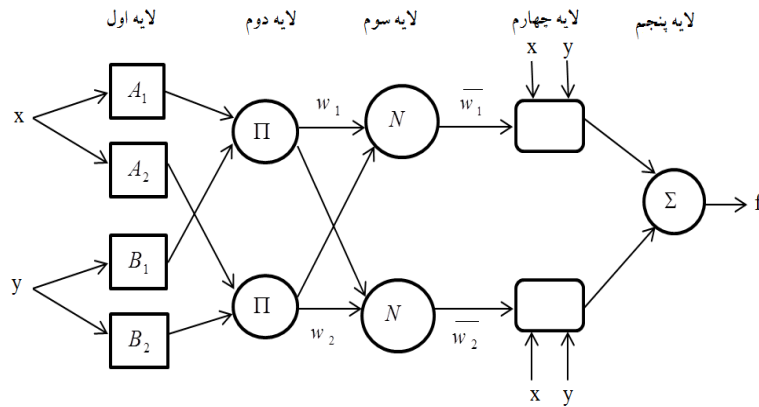 لایه اول
لایه دوم
لایه سوم
لایه چهارم
لایه پنجم
x y
A₁
w₁
w̅₁
Π
N
x
A₂
Σ
f
B₁
y
Π
N
B₂
w₂
w̅₂
x y